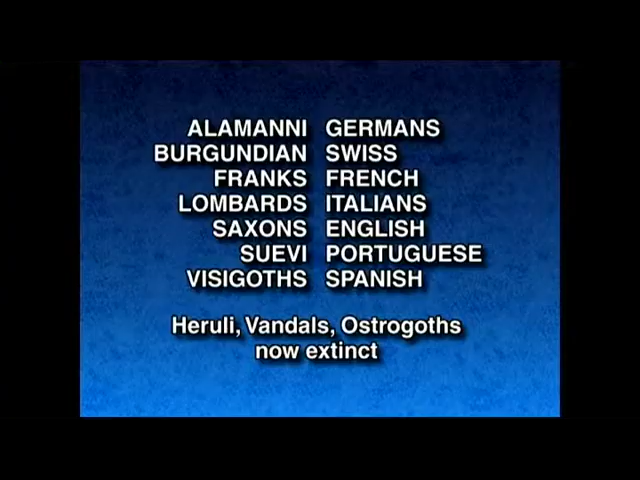 ALAMANNI GERMANS
BURGUNDIAN SWISS
FRANKS FRENCH
LOMBARDS ITALIANS
SAXONS ENGLISH
SUEVI PORTUGUESE
VISIGOTHS SPANISH
Heruli, Vandals, Ostrogoths
now extinct